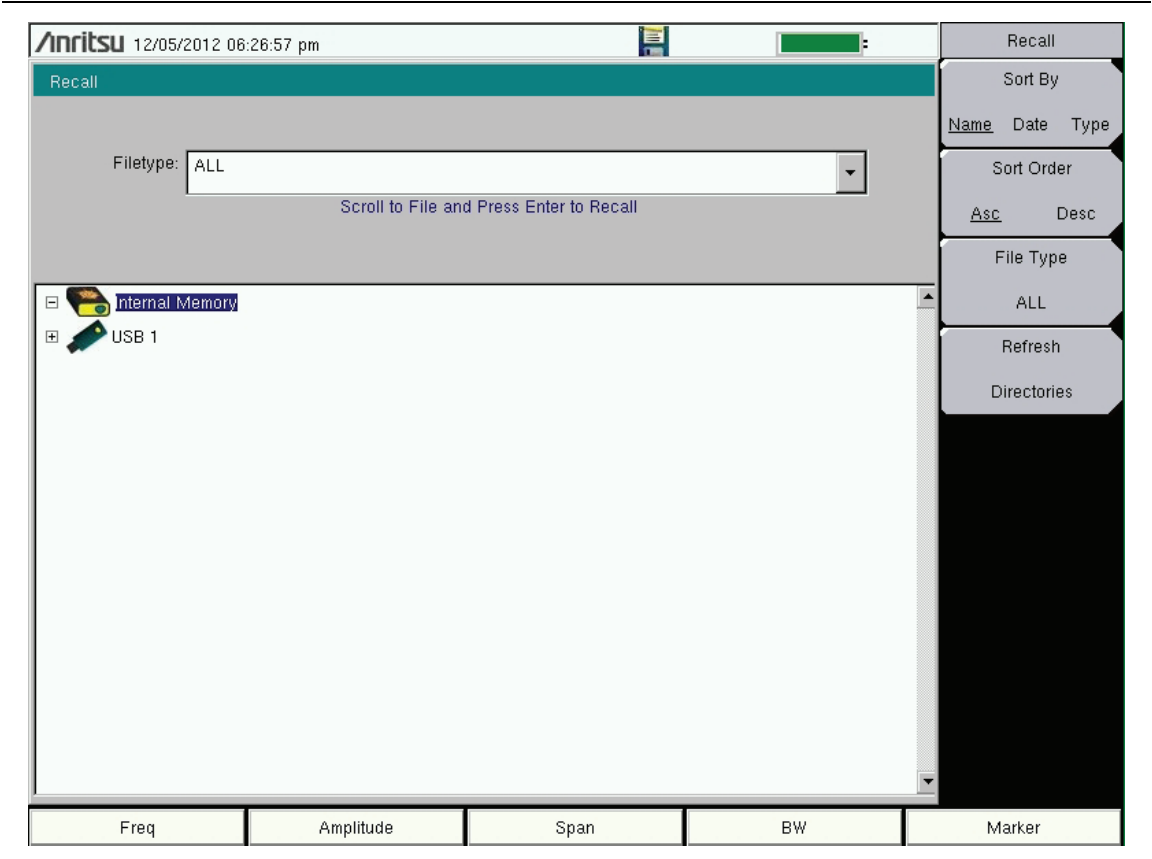 Anritsu 12/05/2012 06:26:57 pm
Recall
Filetype: ALL
Scroll to File and Press Enter to Recall
Internal Memory
USB 1
Recall
Sort By
Name Date Type
Sort Order
Asc Desc
File Type
ALL
Refresh
Directories
Freq Amplitude Span BW Marker